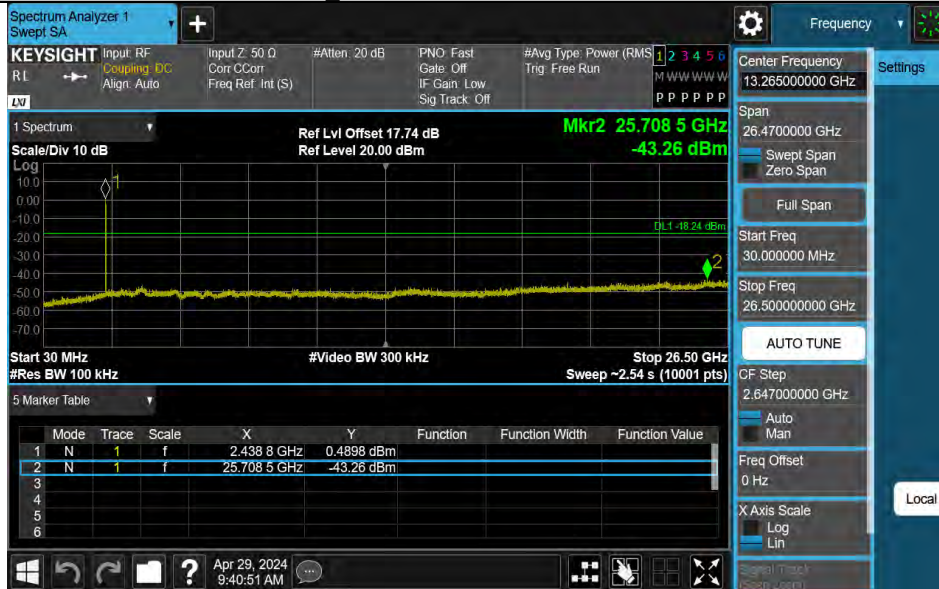 Spectrum Analyzer 1
Swept SA
+
Frequency
KEYSIGHT
Input: RF
Coupling: DC
Align: Auto
Input Z: 50 Ω
Corr CCorr
Freq Ref: Int (S)
#Atten: 20 dB
PNO: Fast
Gate: Off
IF Gain: Low
Sig Track: Off
#Avg Type: Power (RMS
Trig: Free Run
1 2 3 4 5 6
M W W W W W
P P P P P P
RL
LXI
Center Frequency
13.265000000 GHz
Settings
1 Spectrum
Scale/Div 10 dB
Ref Lvl Offset 17.74 dB
Ref Level 20.00 dBm
Mkr2 25.708 5 GHz
-43.26 dBm
Span
26.4700000 GHz
Swept Span
Zero Span
Full Span
Start Freq
30.000000 MHz
Stop Freq
26.500000000 GHz
AUTO TUNE
CF Step
2.647000000 GHz
Auto
Man
Freq Offset
0 Hz
X Axis Scale
Log
Lin
Signal Track
(Span Zoom)
Local
Log
10.0
0.00
-10.0
-20.0
-30.0
-40.0
-50.0
-60.0
-70.0
1
DL1 -18.24 dBm
2
Start 30 MHz
#Res BW 100 kHz
#Video BW 300 kHz
Stop 26.50 GHz
Sweep ~2.54 s (10001 pts)
5 Marker Table
Mode Trace Scale X Y Function Function Width Function Value
1 N 1 f 2.438 8 GHz 0.4898 dBm
2 N 1 f 25.708 5 GHz -43.26 dBm
3
4
5
6
?
Apr 29, 2024
9:40:51 AM